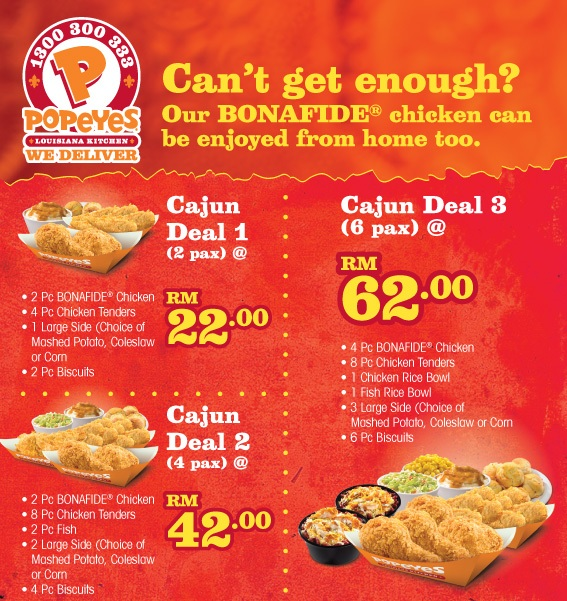 1300 300 333
P
POPEYES
LOUISIANA KITCHEN
WE DELIVER
Can't get enough?
Our BONAFIDE® chicken can
be enjoyed from home too.
Cajun
Deal 1
(2 pax) @
RM
22.00
• 2 Pc BONAFIDE® Chicken
• 4 Pc Chicken Tenders
• 1 Large Side (Choice of
Mashed Potato, Coleslaw
or Corn
• 2 Pc Biscuits
Cajun
Deal 2
(4 pax) @
RM
42.00
• 2 Pc BONAFIDE® Chicken
• 8 Pc Chicken Tenders
• 2 Pc Fish
• 2 Large Side (Choice of
Mashed Potato, Coleslaw
or Corn
• 4 Pc Biscuits
Cajun Deal 3
(6 pax) @
RM
62.00
• 4 Pc BONAFIDE® Chicken
• 8 Pc Chicken Tenders
• 1 Chicken Rice Bowl
• 1 Fish Rice Bowl
• 3 Large Side (Choice of
Mashed Potato, Coleslaw or Corn
• 6 Pc Biscuits
POPEYES